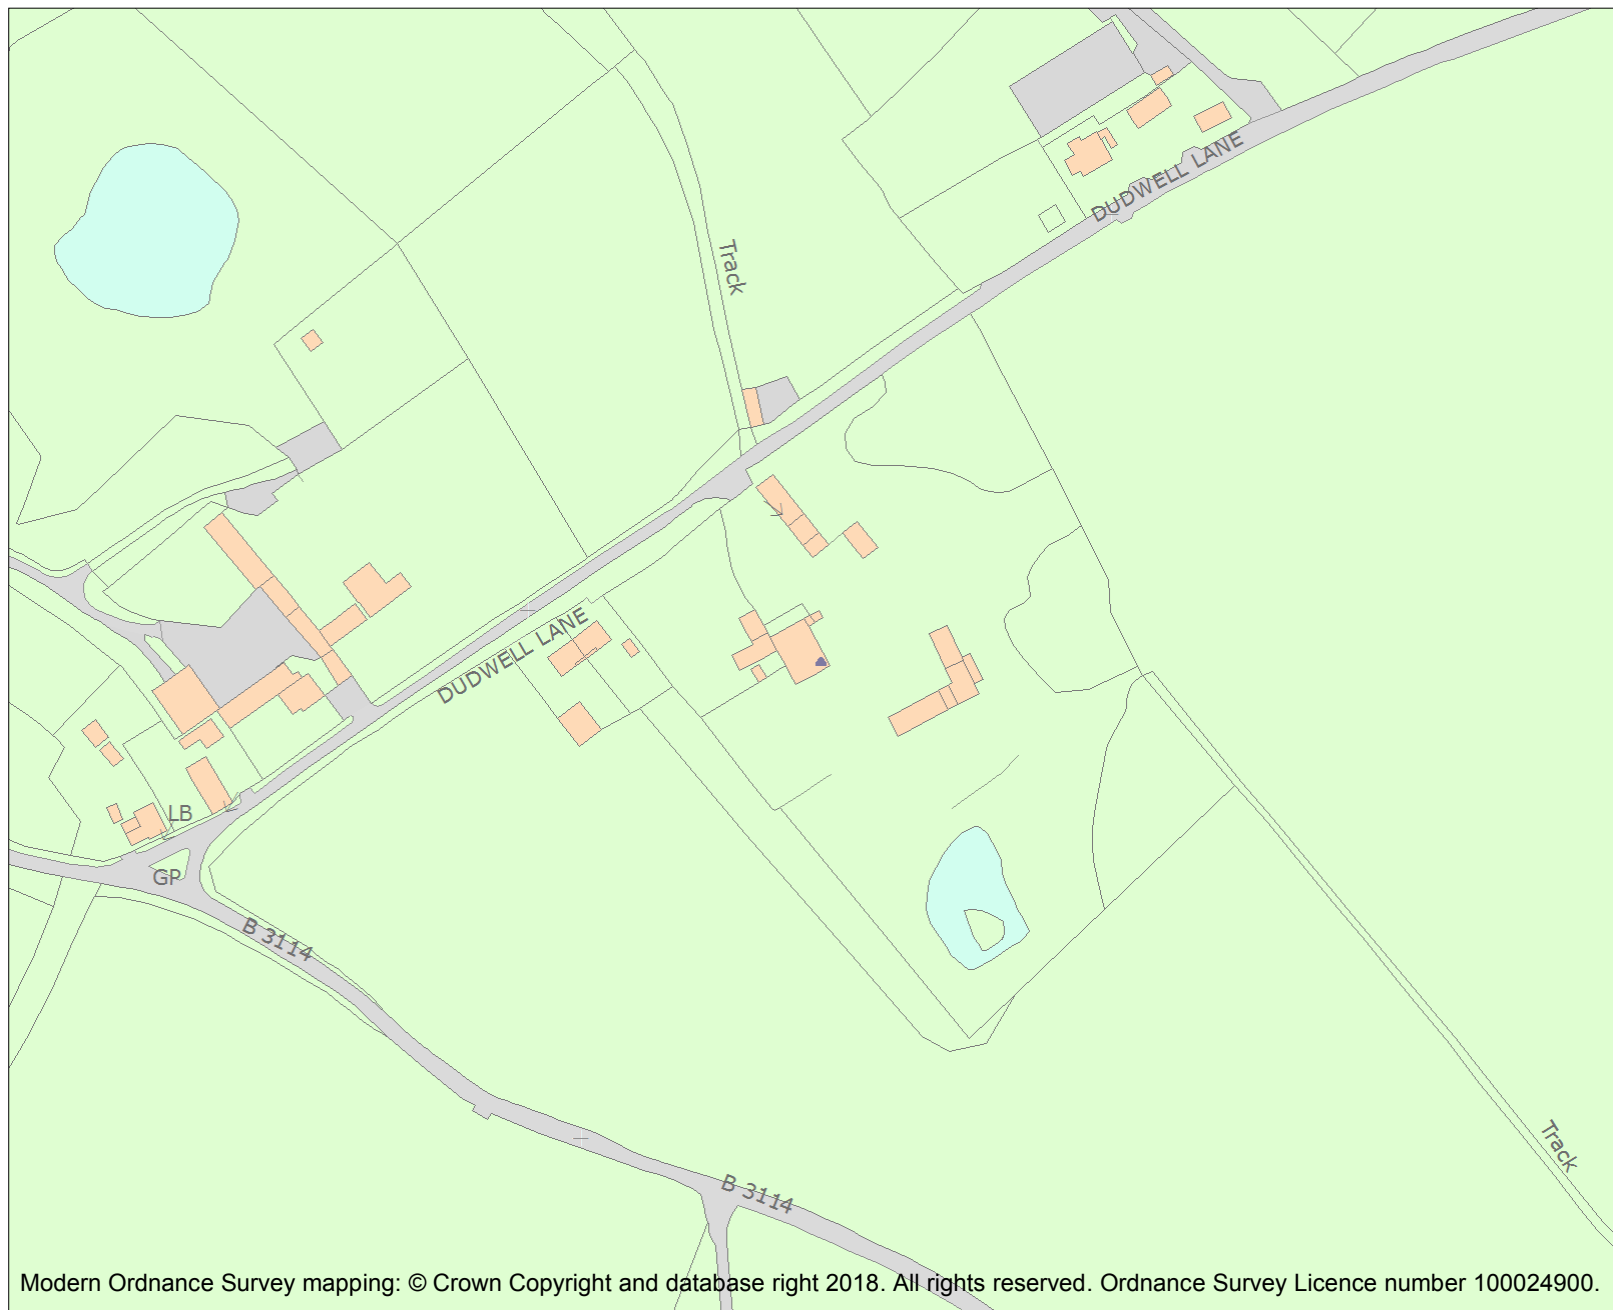 DUDWELL LANE
Track
DUDWELL LANE
LB
GP
B 3114
Track
B 3114
Modern Ordnance Survey mapping: © Crown Copyright and database right 2018. All rights reserved. Ordnance Survey Licence number 100024900.